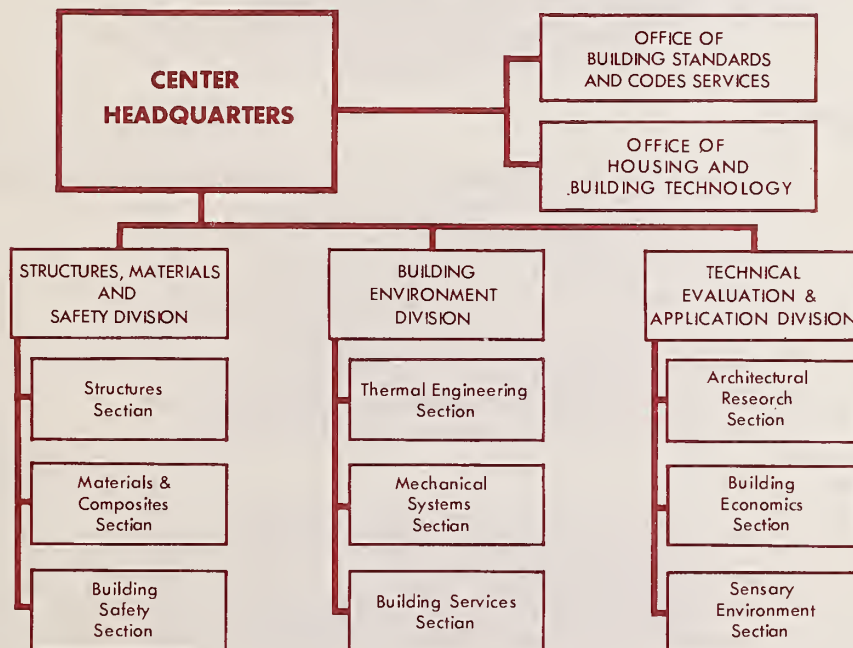 CENTER
HEADQUARTERS
OFFICE OF
BUILDING STANDARDS
AND CODES SERVICES
OFFICE OF
HOUSING AND
BUILDING TECHNOLOGY
STRUCTURES, MATERIALS
AND
SAFETY DIVISION
Structures
Sectian
Materials &
Composites
Section
Building
Safety
Section
BUILDING
ENVIRONMENT
DIVISION
Thermal Engineering
Section
Mechanical
Systems
Section
Building Services
Section
TECHNICAL
EVALUATION &
APPLICATION DIVISION
Architectural
Research
Section
Building
Economics
Section
Sensary
Environment
Section